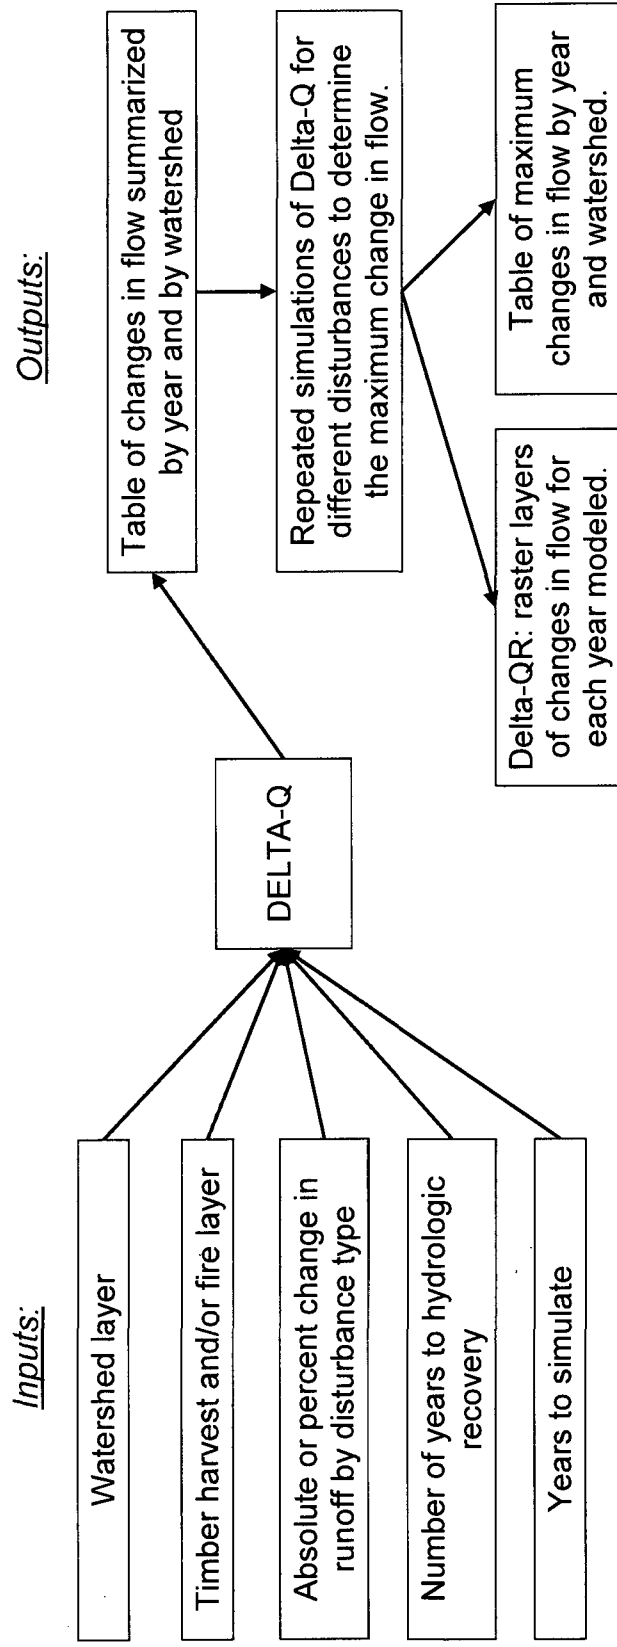 Inputs:
Watershed layer
Timber harvest and/or fire layer
Absolute or percent change in
runoff by disturbance type
Number of years to hydrologic
recovery
Years to simulate
DELTA-Q
Outputs:
Table of changes in flow summarized
by year and by watershed
Repeated simulations of Delta-Q for
different disturbances to determine
the maximum change in flow.
Delta-QR: raster layers
of changes in flow for
each year modeled.
Table of maximum
changes in flow by year
and watershed.